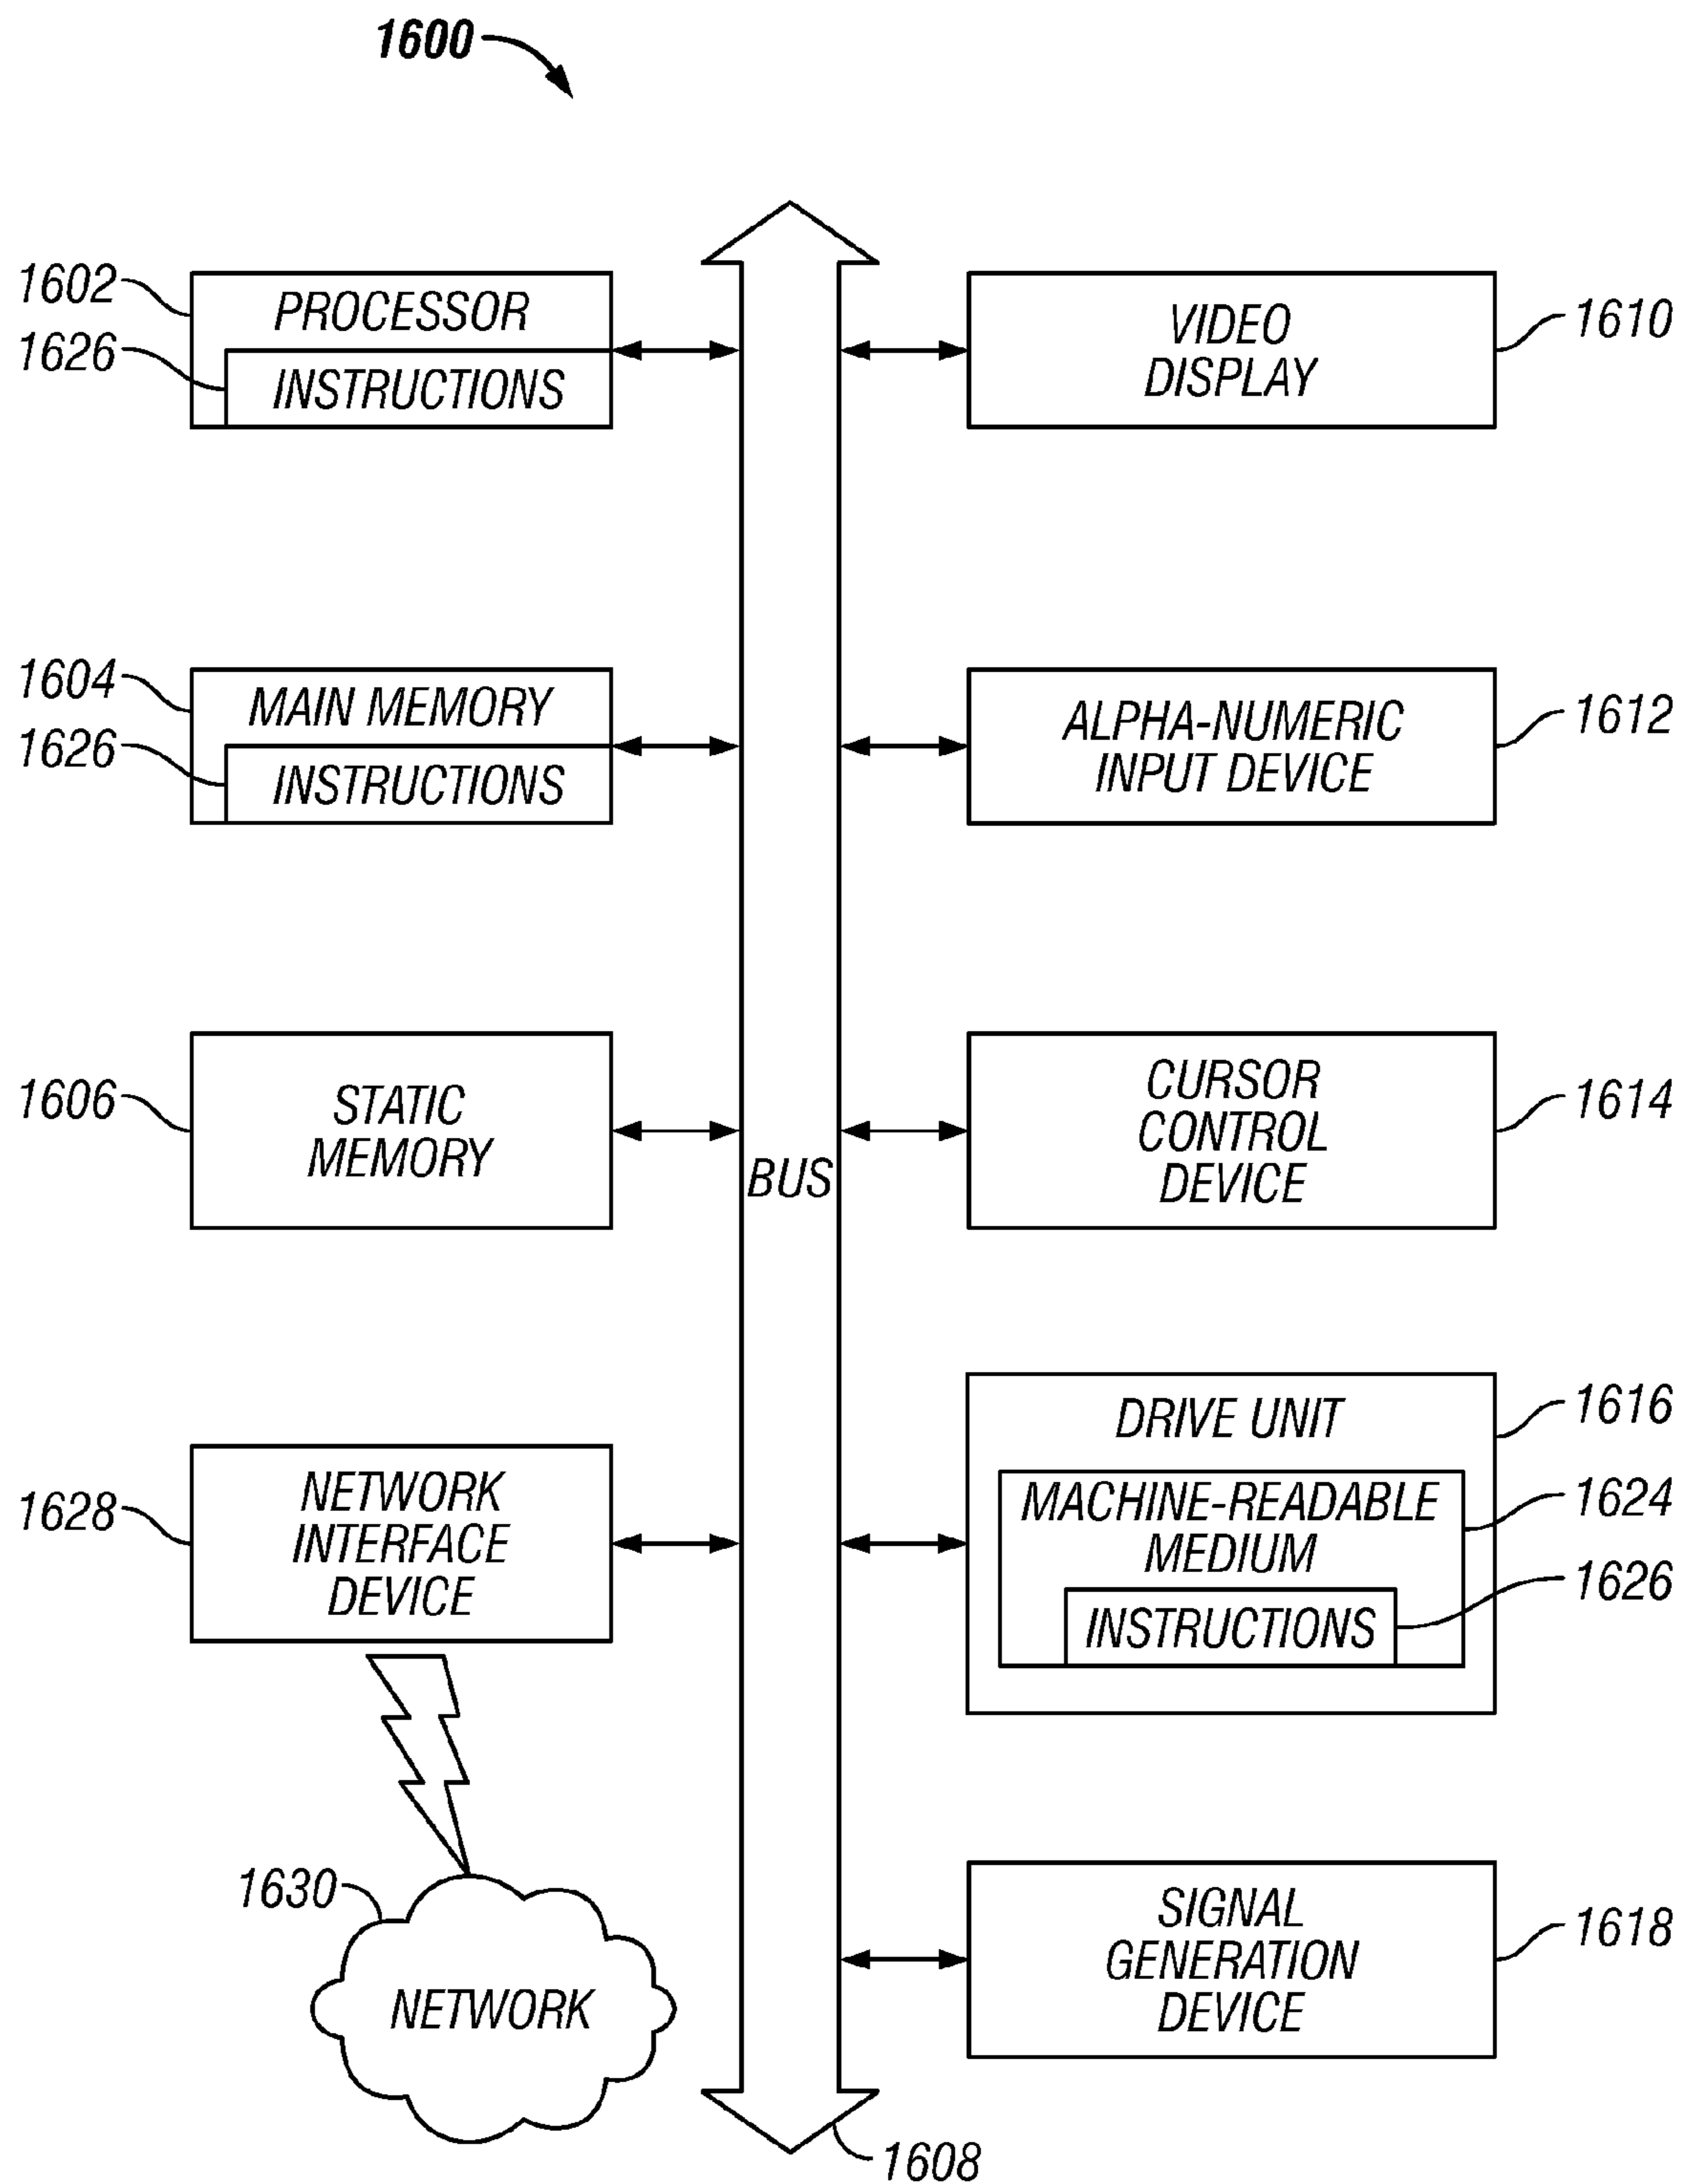 1600
1602
PROCESSOR
1626
INSTRUCTIONS
VIDEO
DISPLAY
1610
1604
MAIN MEMORY
1626
INSTRUCTIONS
ALPHA-NUMERIC
INPUT DEVICE
1612
1606
STATIC
MEMORY
BUS
CURSOR
CONTROL
DEVICE
1614
1628
NETWORK
INTERFACE
DEVICE
DRIVE UNIT
1616
MACHINE-READABLE
MEDIUM
1624
INSTRUCTIONS
1626
1630
NETWORK
SIGNAL
GENERATION
DEVICE
1618
1608